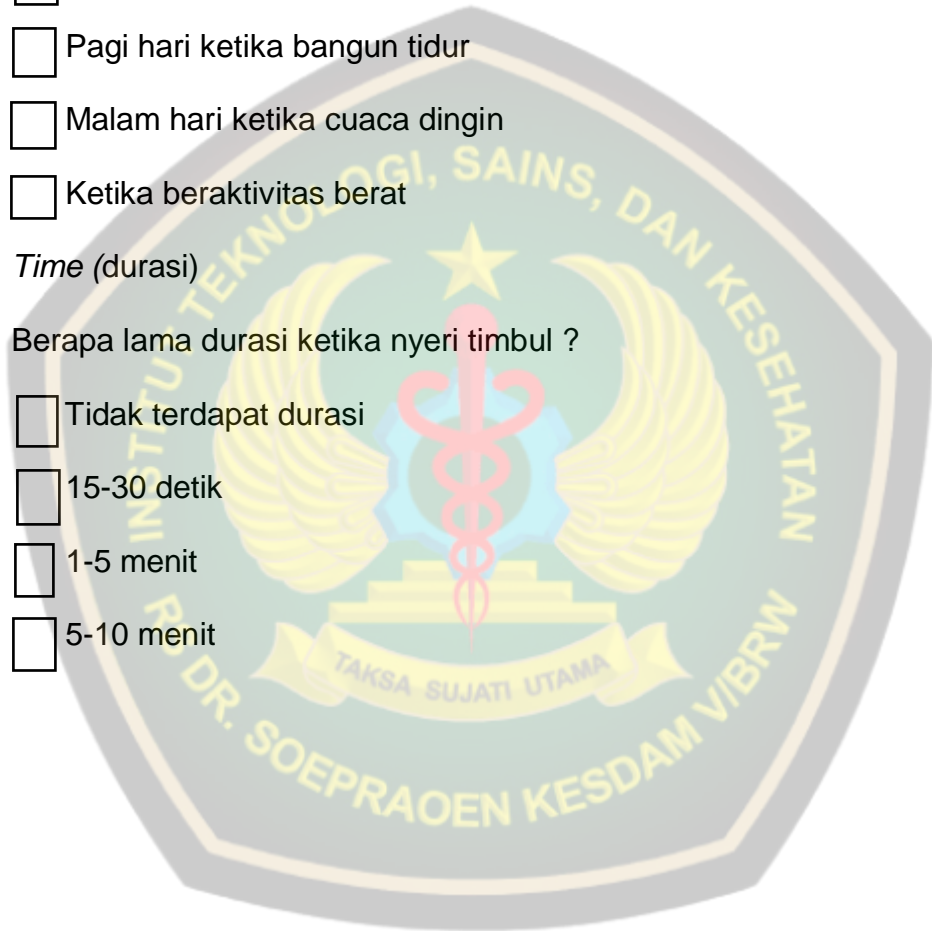 Pagi hari ketika bangun tidur
Malam hari ketika cuaca dingin
Ketika beraktivitas berat
Time (durasi)
Berapa lama durasi ketika nyeri timbul ?
Tidak terdapat durasi
15-30 detik
1-5 menit
5-10 menit
INSTITUT TEKNOLOGI, SAINS, DAN KESEHATAN
TAKSA SUJATI UTAMA
RS DR. SOEPRAOEN KESDAM V/BRW